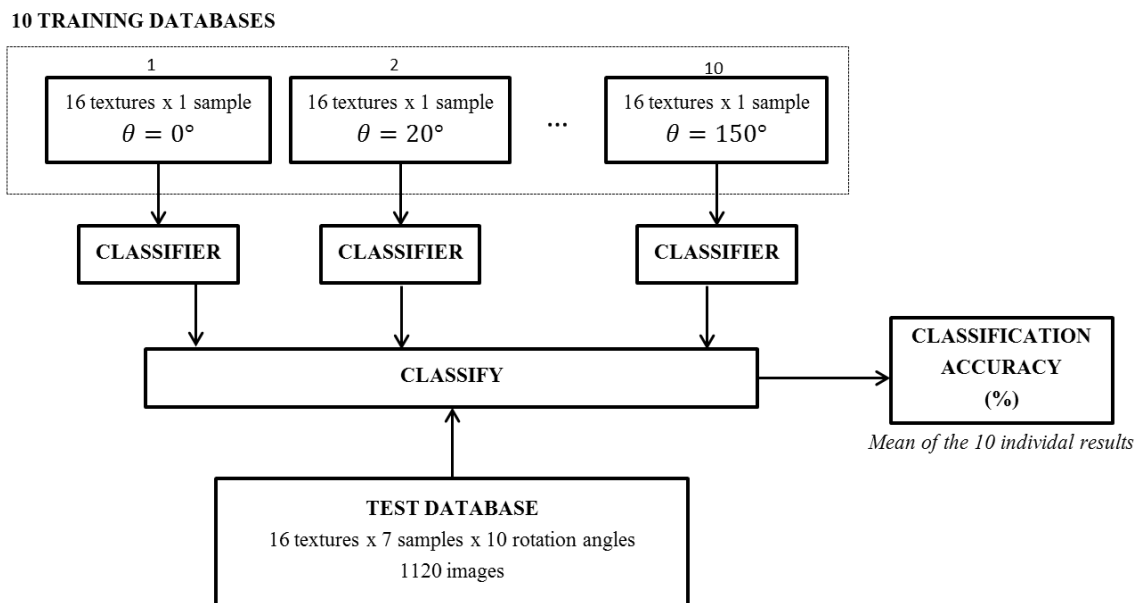 10 TRAINING DATABASES
1
2
10
16 textures x 1 sample
θ = 0°
16 textures x 1 sample
θ = 20°
...
16 textures x 1 sample
θ = 150°
CLASSIFIER
CLASSIFIER
CLASSIFIER
CLASSIFY
CLASSIFICATION
ACCURACY
(%)
Mean of the 10 individal results
TEST DATABASE
16 textures x 7 samples x 10 rotation angles
1120 images